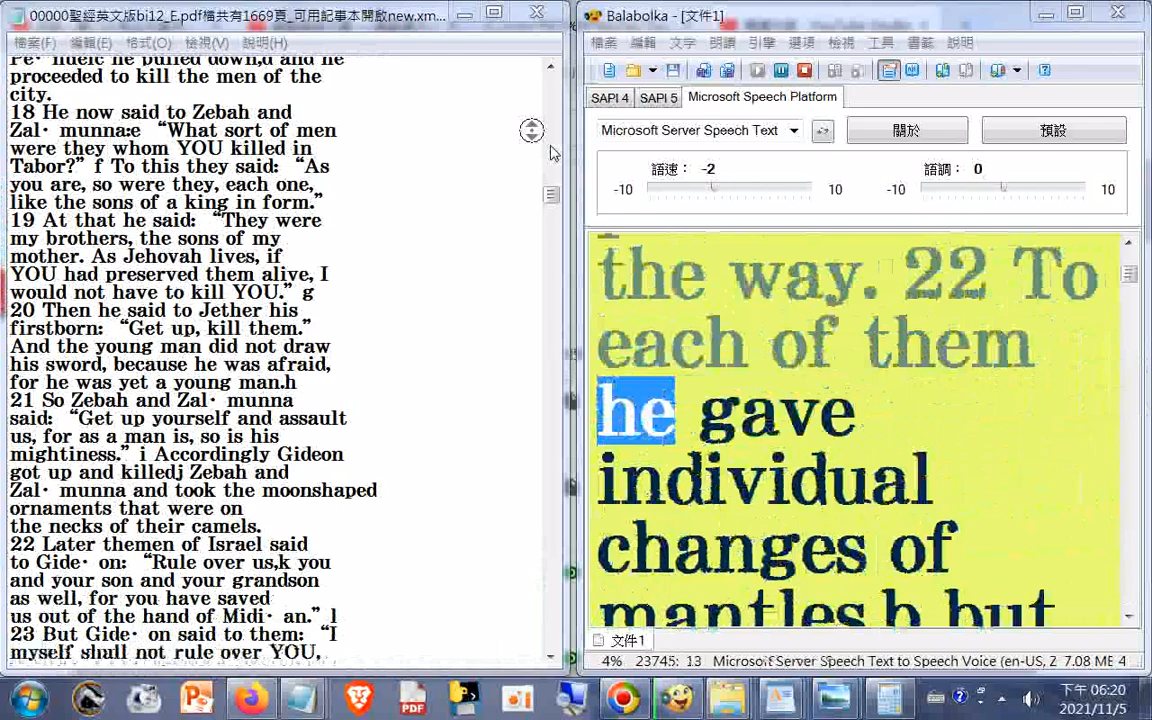 00000聖經英文版bi12_E.pdf檔共有1669頁_可用記事本開啟new.xm...
檔案(F) 編輯(E) 格式(O) 檢視(V) 說明(H)
he pulled down,d and he
proceeded to kill the men of the
city.
18 He now said to Zebah and
Zal· munna:e “What sort of men
were they whom YOU killed in
Tabor?” f To this they said: “As
you are, so were they, each one,
like the sons of a king in form.”
19 At that he said: “They were
my brothers, the sons of my
mother. As Jehovah lives, if
YOU had preserved them alive, I
would not have to kill YOU.” g
20 Then he said to Jether his
firstborn: “Get up, kill them.”
And the young man did not draw
his sword, because he was afraid,
for he was yet a young man.h
21 So Zebah and Zal· munna
said: “Get up yourself and assault
us, for as a man is, so is his
mightiness.” i Accordingly Gideon
got up and killedj Zebah and
Zal· munna and took the moonshaped
ornaments that were on
the necks of their camels.
22 Later themen of Israel said
to Gide· on: “Rule over us,k you
and your son and your grandson
as well, for you have saved
us out of the hand of Midi· an.” l
23 But Gide· on said to them: “I
myself shall not rule over YOU,
Balabolka - [文件1]
檔案 編輯 文字 朗讀 引擎 選項 檢視 工具 書籤 說明
SAPI 4 SAPI 5 Microsoft Speech Platform
Microsoft Server Speech Text 關於 預設
語速： -2 語調： 0
-10 10 -10 10
the way. 22 To
each of them
he gave
individual
changes of
mantles,b but
文件1
4% 23745: 13 Microsoft Server Speech Text to Speech Voice (en-US, Z 7.08 MB 4
PDF
下午 06:20
2021/11/5